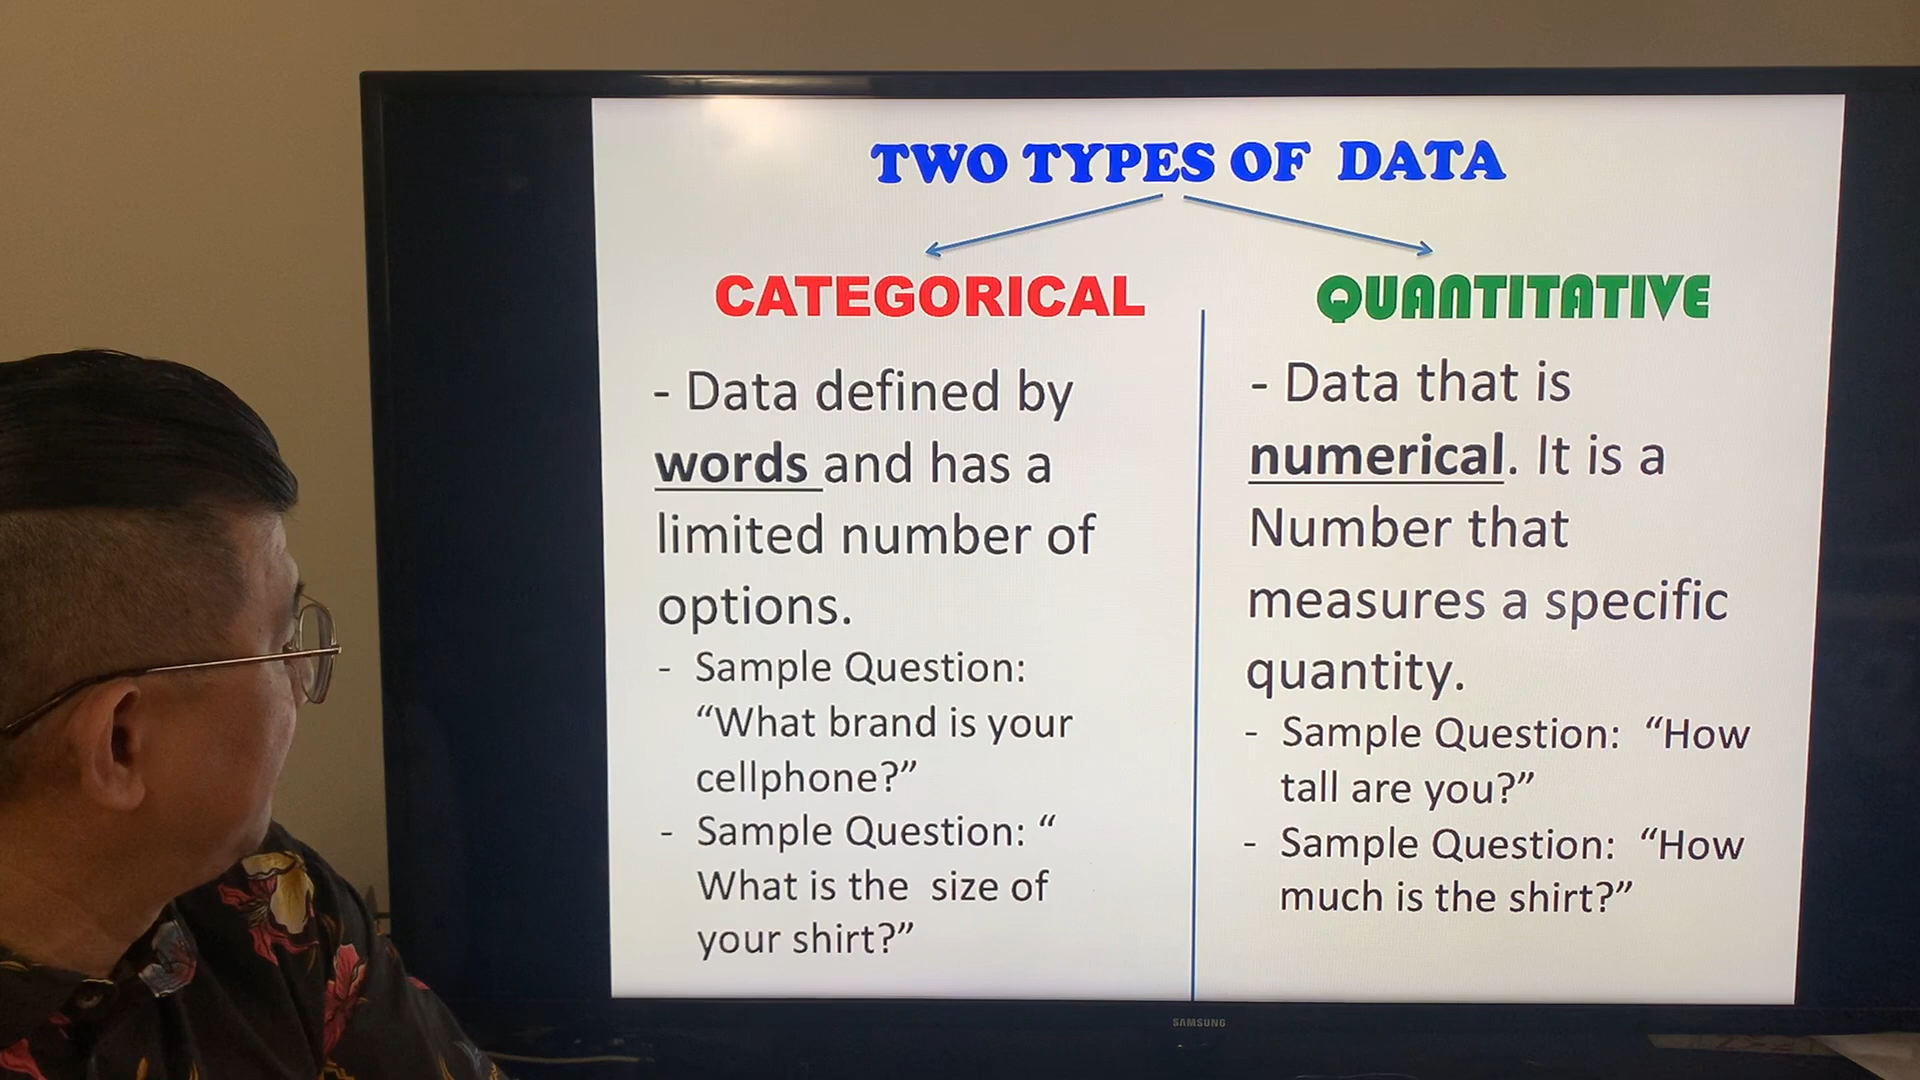 TWO TYPES OF DATA
CATEGORICAL
- Data defined by
words and has a
limited number of
options.
- Sample Question:
“What brand is your
cellphone?”
- Sample Question: “
What is the size of
your shirt?”
QUANTITATIVE
- Data that is
numerical. It is a
Number that
measures a specific
quantity.
- Sample Question: “How
tall are you?”
- Sample Question: “How
much is the shirt?”
SAMSUNG